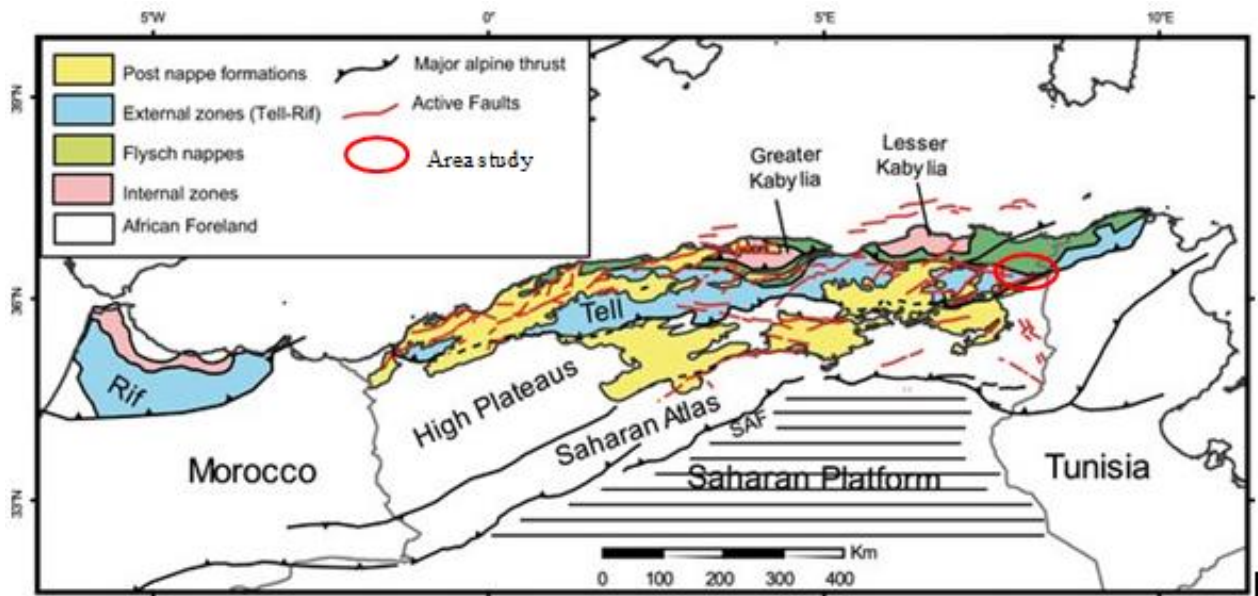 5°W 0° 5°E 10°E
39°N
36°N
33°N
Post nappe formations
External zones (Tell-Rif)
Flysch nappes
Internal zones
African Foreland
Major alpine thrust
Active Faults
Area study
Greater
Kabylia
Lesser
Kabylia
Tell
Rif
High Plateaus
Saharan Atlas
SAF
Morocco
Saharan Platform
Tunisia
Km
0 100 200 300 400